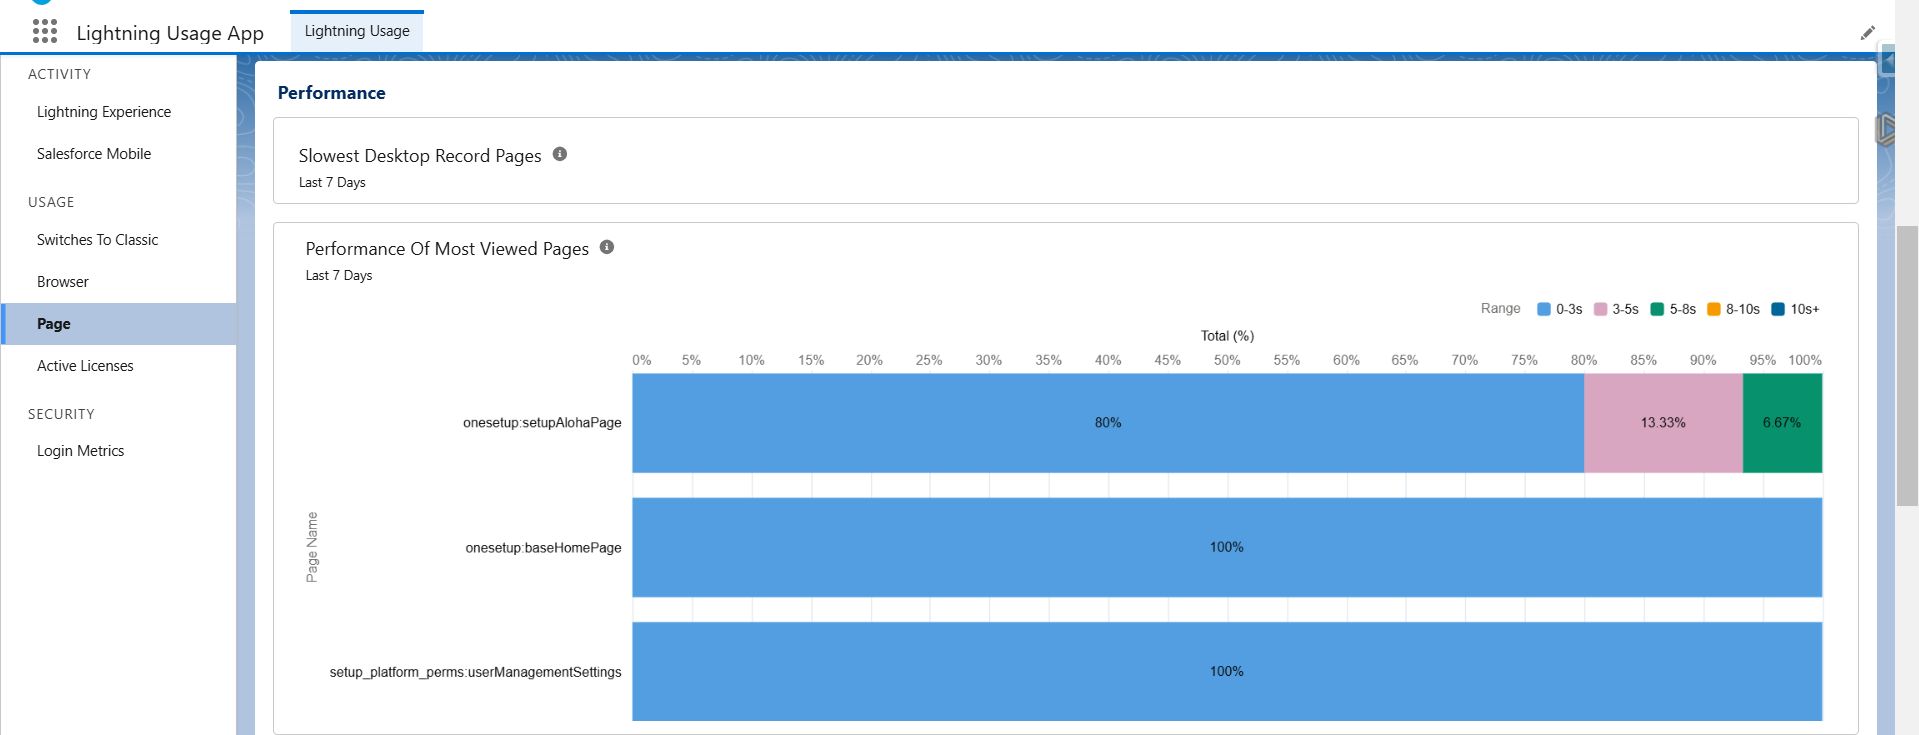 Lightning Usage App
Lightning Usage
ACTIVITY
Lightning Experience
Salesforce Mobile
USAGE
Switches To Classic
Browser
Page
Active Licenses
SECURITY
Login Metrics
Performance
Slowest Desktop Record Pages
Last 7 Days
Performance Of Most Viewed Pages
Last 7 Days
Range 0-3s 3-5s 5-8s 8-10s 10s+
Total (%)
0% 5% 10% 15% 20% 25% 30% 35% 40% 45% 50% 55% 60% 65% 70% 75% 80% 85% 90% 95% 100%
onesetup:setupAlohaPage 80% 13.33% 6.67%
Page Name
onesetup:baseHomePage 100%
setup_platform_perms:userManagementSettings 100%